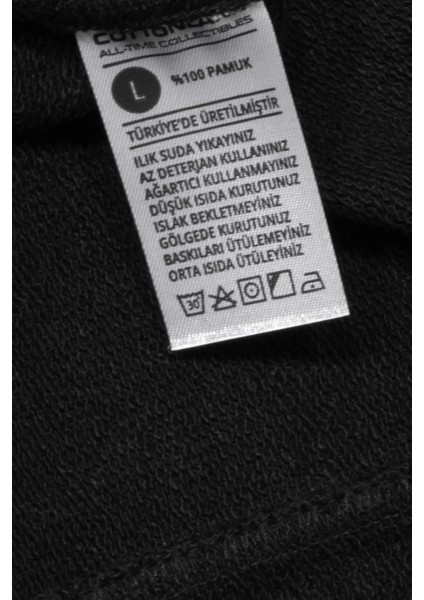 ALL-TIME COLLECTIBLES
L
%100 PAMUK
TÜRKİYE'DE ÜRETİLMİŞTİR
ILIK SUDA YIKAYINIZ
AZ DETERJAN KULLANINIZ
AĞARTICI KULLANMAYINIZ
DÜŞÜK ISIDA KURUTUNUZ
ISLAK BEKLETMEYİNİZ
GÖLGEDE KURUTUNUZ
BASKILARI ÜTÜLEMEYİNİZ
ORTA ISIDA ÜTÜLEYİNİZ
30